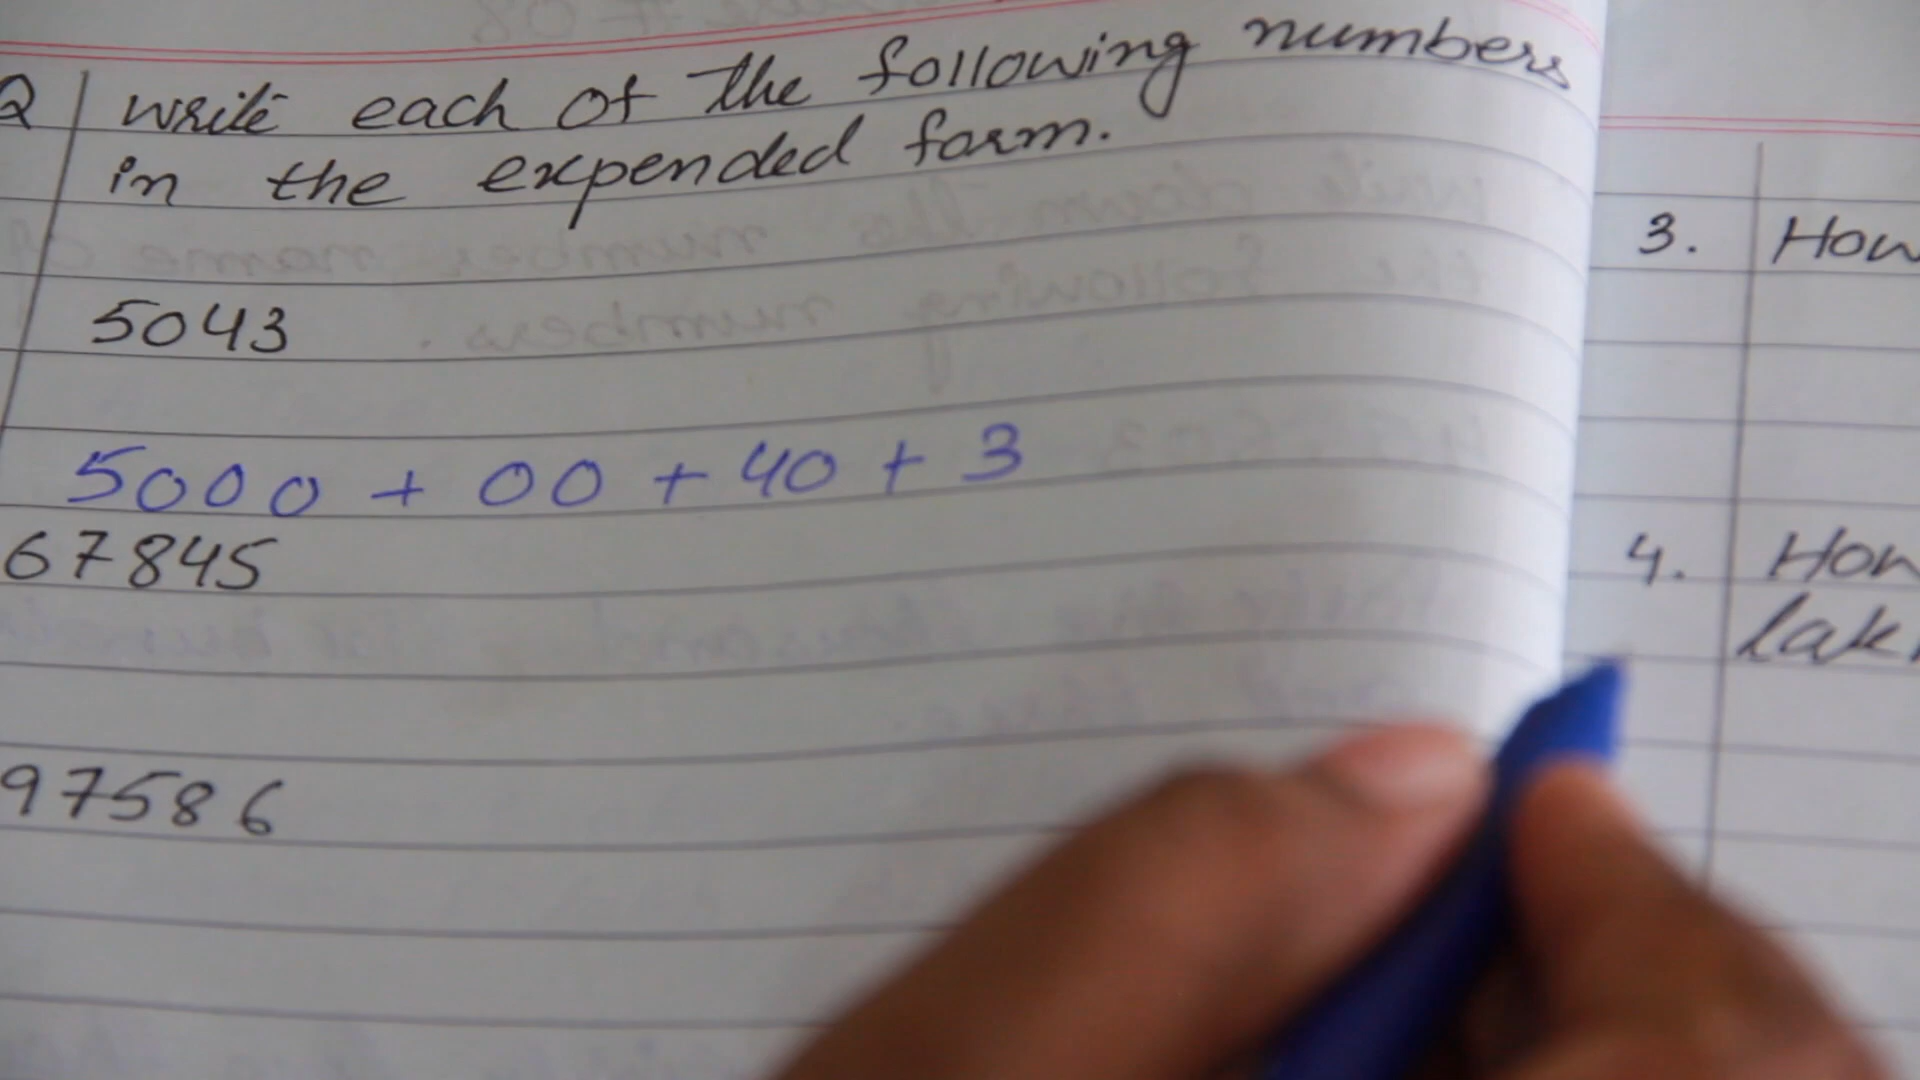 Q write each of the following numbers
in the expended form.
5043
5000 + 00 + 40 + 3
67845
97586
3. How
4. How
lak